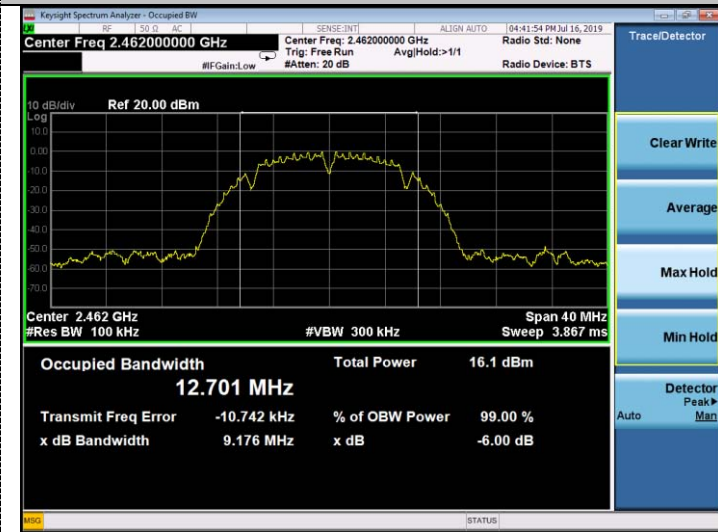 Keysight Spectrum Analyzer - Occupied BW
RF 50 Ω AC SENSE:INT ALIGN AUTO 04:41:54 PM Jul 16, 2019
Center Freq 2.462000000 GHz
Center Freq: 2.462000000 GHz
Radio Std: None
Trig: Free Run Avg|Hold:>1/1
#IFGain:Low #Atten: 20 dB
Radio Device: BTS
10 dB/div Ref 20.00 dBm
Log
10.0
0.00
-10.0
-20.0
-30.0
-40.0
-50.0
-60.0
-70.0
Center 2.462 GHz Span 40 MHz
#Res BW 100 kHz #VBW 300 kHz Sweep 3.867 ms
Occupied Bandwidth Total Power 16.1 dBm
12.701 MHz
Transmit Freq Error -10.742 kHz % of OBW Power 99.00 %
x dB Bandwidth 9.176 MHz x dB -6.00 dB
MSG STATUS
Trace/Detector
Clear Write
Average
Max Hold
Min Hold
Detector
Peak▶
Auto Man